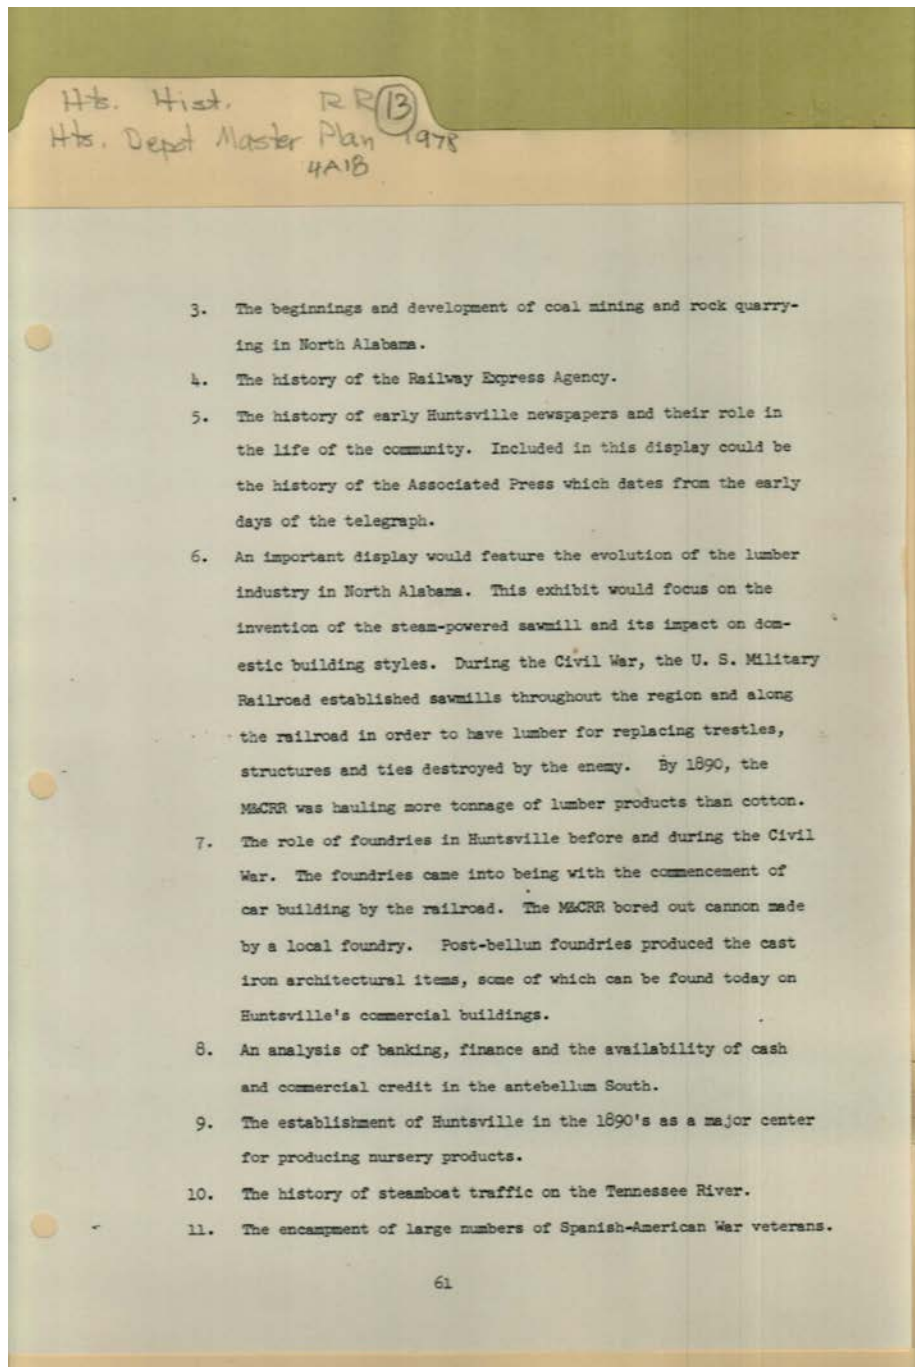 Hts. Hist. RR 13
Hts. Depot Master Plan 1978
4A1B
3. The beginnings and development of coal mining and rock quarry-
ing in North Alabama.
4. The history of the Railway Express Agency.
5. The history of early Huntsville newspapers and their role in
the life of the community. Included in this display could be
the history of the Associated Press which dates from the early
days of the telegraph.
6. An important display would feature the evolution of the lumber
industry in North Alabama. This exhibit would focus on the
invention of the steam-powered sawmill and its impact on dom-
estic building styles. During the Civil War, the U. S. Military
Railroad established sawmills throughout the region and along
the railroad in order to have lumber for replacing trestles,
structures and ties destroyed by the enemy. By 1890, the
M&CRR was hauling more tonnage of lumber products than cotton.
7. The role of foundries in Huntsville before and during the Civil
War. The foundries came into being with the commencement of
car building by the railroad. The M&CRR bored out cannon made
by a local foundry. Post-bellun foundries produced the cast
iron architectural items, some of which can be found today on
Huntsville's commercial buildings.
8. An analysis of banking, finance and the availability of cash
and commercial credit in the antebellum South.
9. The establishment of Huntsville in the 1890's as a major center
for producing nursery products.
10. The history of steamboat traffic on the Tennessee River.
11. The encampment of large numbers of Spanish-American War veterans.
61